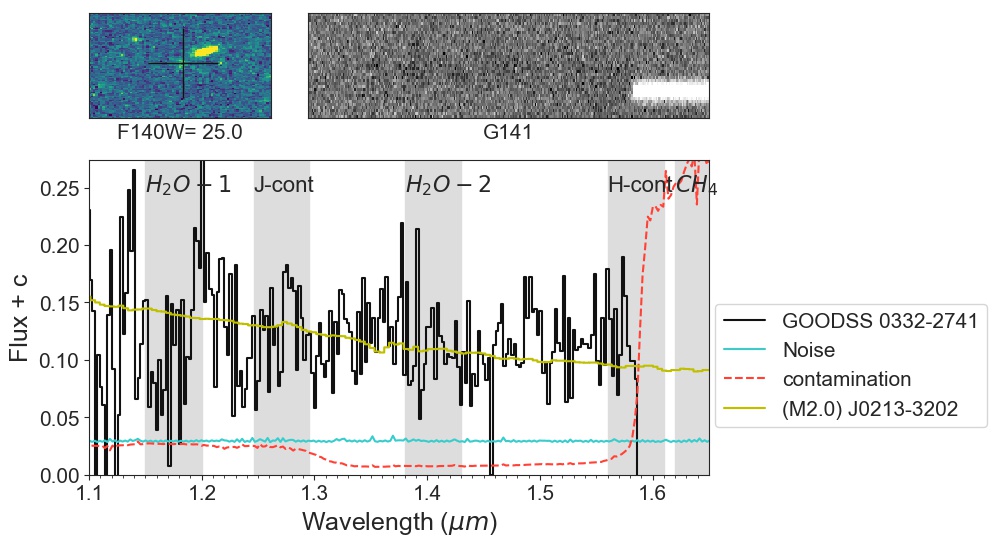 F140W= 25.0
G141
H₂O − 1
J-cont
H₂O − 2
H-cont
CH₄
0.25
0.20
0.15
0.10
0.05
0.00
1.1
1.2
1.3
1.4
1.5
1.6
Flux + c
Wavelength (μm)
GOODSS 0332-2741
Noise
contamination
(M2.0) J0213-3202